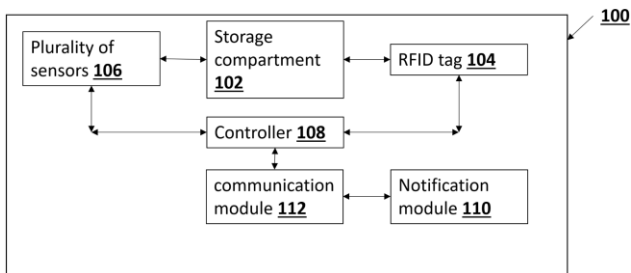 100
Plurality of
sensors 106
Storage
compartment
102
RFID tag 104
Controller 108
communication
module 112
Notification
module 110